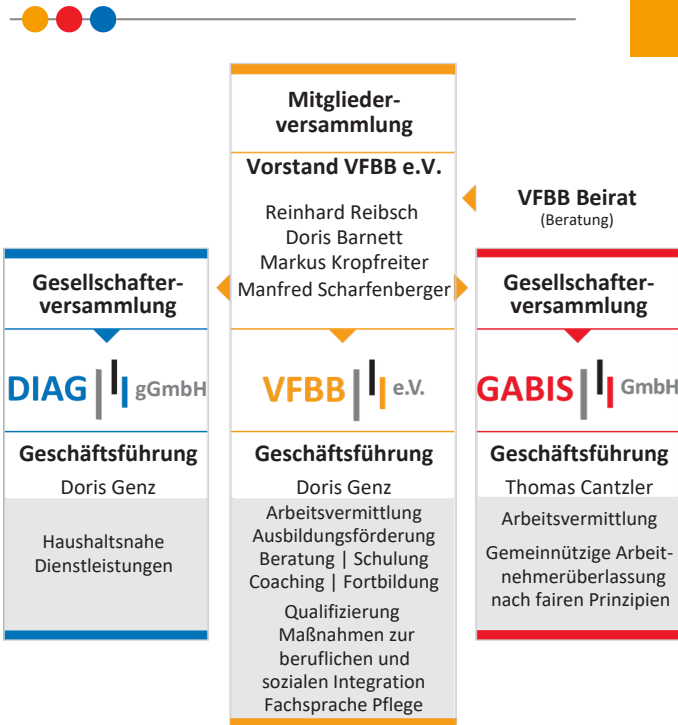 Mitglieder-
versammlung
Vorstand VFBB e.V.
Reinhard Reibsch
Doris Barnett
Markus Kropfreiter
Manfred Scharfenberger
VFBB Beirat
(Beratung)
Gesellschafter-
versammlung
DIAG gGmbH
Geschäftsführung
Doris Genz
Haushaltsnahe
Dienstleistungen
VFBB e.V.
Geschäftsführung
Doris Genz
Arbeitsvermittlung
Ausbildungsförderung
Beratung | Schulung
Coaching | Fortbildung
Qualifizierung
Maßnahmen zur
beruflichen und
sozialen Integration
Fachsprache Pflege
Gesellschafter-
versammlung
GABIS GmbH
Geschäftsführung
Thomas Cantzler
Arbeitsvermittlung
Gemeinnützige Arbeit-
nehmerüberlassung
nach fairen Prinzipien